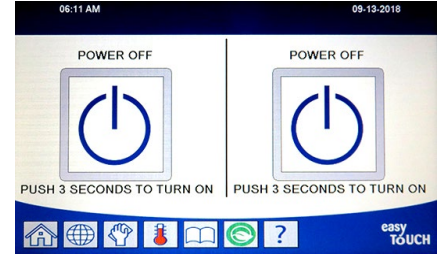 06:11 AM 09-13-2018
POWER OFF POWER OFF
PUSH 3 SECONDS TO TURN ON PUSH 3 SECONDS TO TURN ON
?
easy
TOUCH